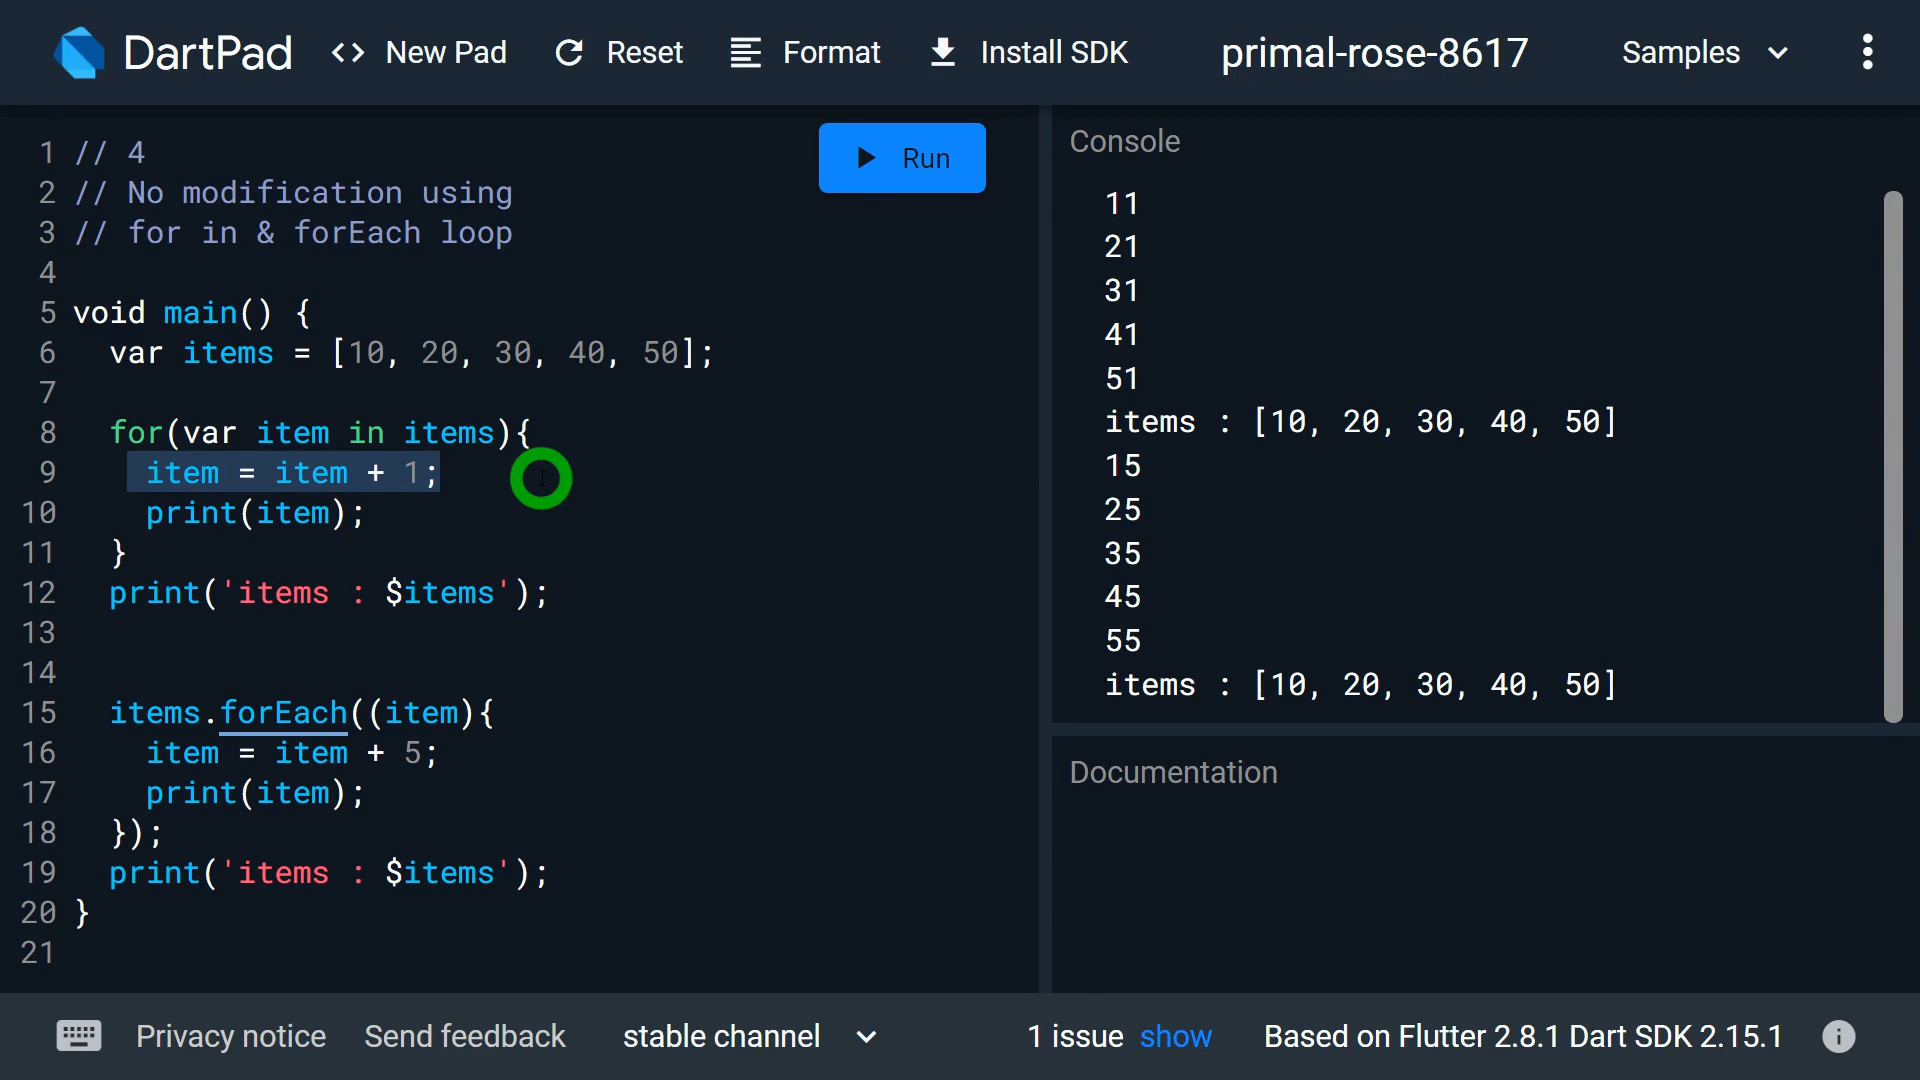 DartPad <> New Pad Reset Format Install SDK primal-rose-8617 Samples
1 // 4
2 // No modification using
3 // for in & forEach loop
4
5 void main() {
6   var items = [10, 20, 30, 40, 50];
7
8   for(var item in items){
9     item = item + 1;
10     print(item);
11   }
12   print('items : $items');
13
14
15   items.forEach((item){
16     item = item + 5;
17     print(item);
18   });
19   print('items : $items');
20 }
21
Run
Console
11
21
31
41
51
items : [10, 20, 30, 40, 50]
15
25
35
45
55
items : [10, 20, 30, 40, 50]
Documentation
Privacy notice Send feedback stable channel 1 issue show Based on Flutter 2.8.1 Dart SDK 2.15.1